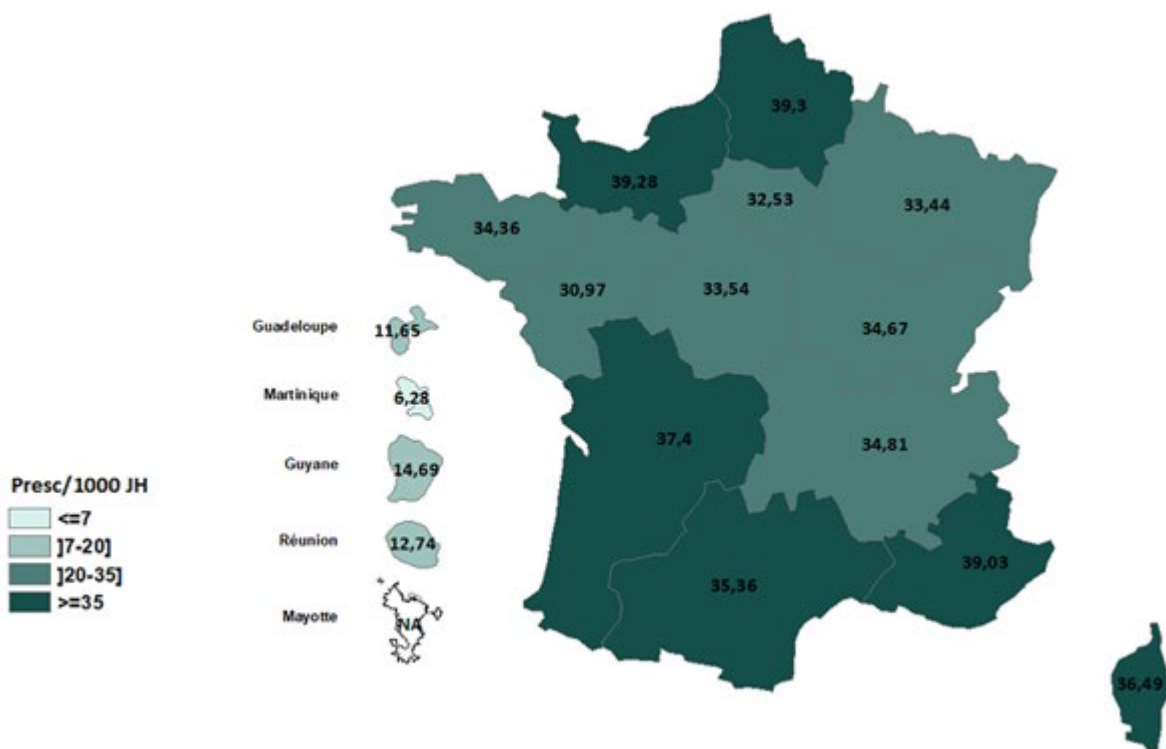 39,3
39,28
32,53
33,44
34,36
30,97
33,54
34,67
Guadeloupe 11,65
Martinique 6,28
37,4
34,81
Guyane 14,69
Presc/1000 JH
<=7
]7-20]
]20-35]
>=35
Réunion 12,74
39,03
35,36
Mayotte NA
36,49